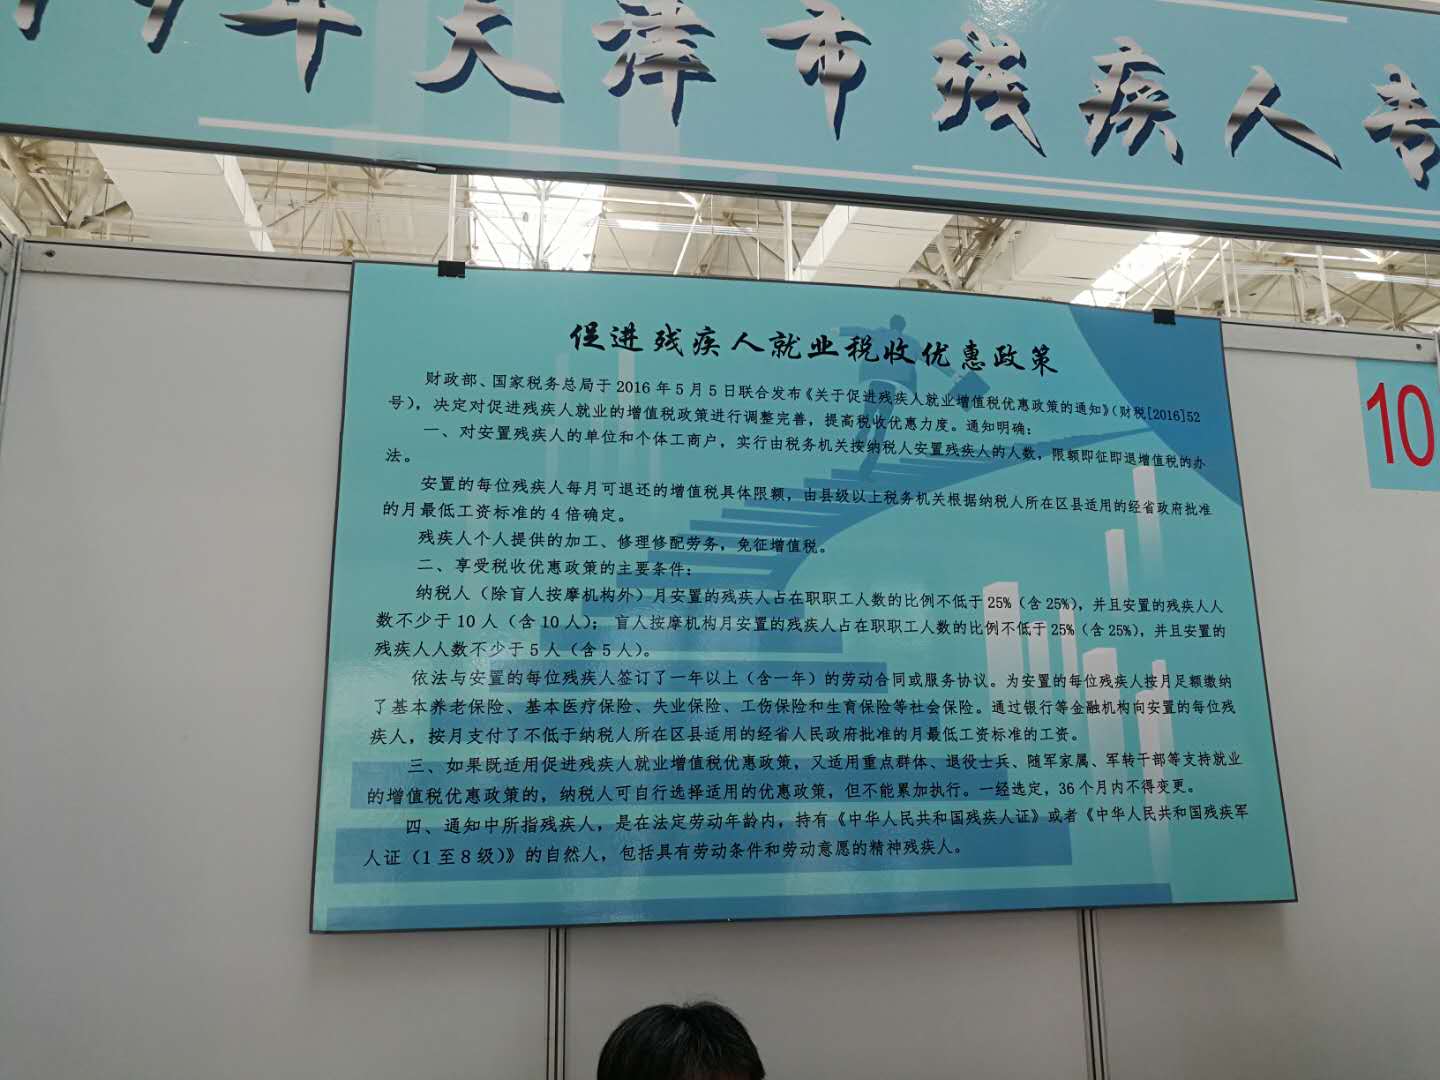 年天津市残疾人专
促进残疾人就业税收优惠政策
财政部、国家税务总局于2016年5月5日联合发布《关于促进残疾人就业增值税优惠政策的通知》（财税[2016]52
号），决定对促进残疾人就业的增值税政策进行调整完善，提高税收优惠力度。通知明确：
一、对安置残疾人的单位和个体工商户，实行由税务机关按纳税人安置残疾人的人数，限额即征即退增值税的办
法。
安置的每位残疾人每月可退还的增值税具体限额，由县级以上税务机关根据纳税人所在区县适用的经省政府批准
的月最低工资标准的4倍确定。
残疾人个人提供的加工、修理修配劳务，免征增值税。
二、享受税收优惠政策的主要条件：
纳税人（除盲人按摩机构外）月安置的残疾人占在职职工人数的比例不低于25%（含25%），并且安置的残疾人人
数不少于10人（含10人）；盲人按摩机构月安置的残疾人占在职职工人数的比例不低于25%（含25%），并且安置的
残疾人人数不少于5人（含5人）。
依法与安置的每位残疾人签订了一年以上（含一年）的劳动合同或服务协议。为安置的每位残疾人按月足额缴纳
了基本养老保险、基本医疗保险、失业保险、工伤保险和生育保险等社会保险。通过银行等金融机构向安置的每位残
疾人，按月支付了不低于纳税人所在区县适用的经省人民政府批准的月最低工资标准的工资。
三、如果既适用促进残疾人就业增值税优惠政策，又适用重点群体、退役士兵、随军家属、军转干部等支持就业
的增值税优惠政策的，纳税人可自行选择适用的优惠政策，但不能累加执行。一经选定，36个月内不得变更。
四、通知中所指残疾人，是在法定劳动年龄内，持有《中华人民共和国残疾人证》或者《中华人民共和国残疾军
人证（1至8级）》的自然人，包括具有劳动条件和劳动意愿的精神残疾人。
10